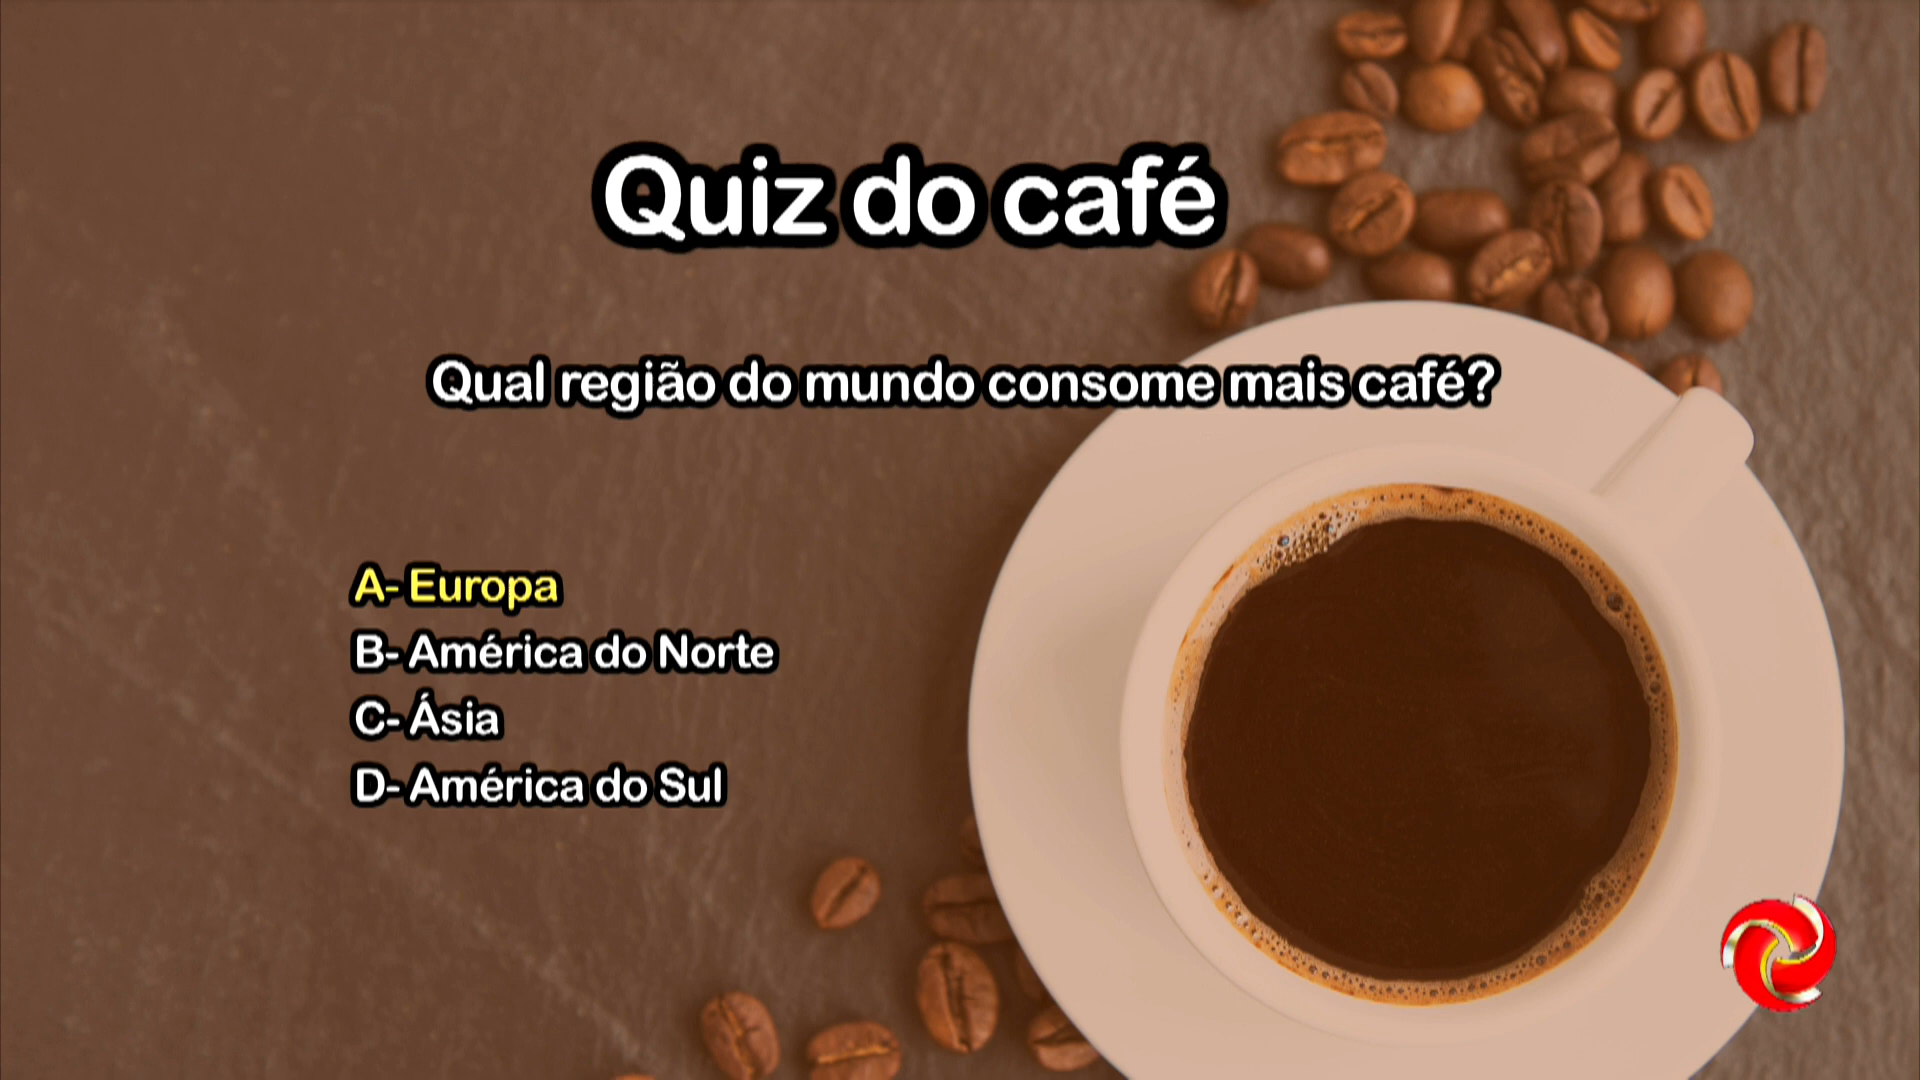 Quiz do café
Qual região do mundo consome mais café?
A- Europa
B- América do Norte
C- Ásia
D- América do Sul